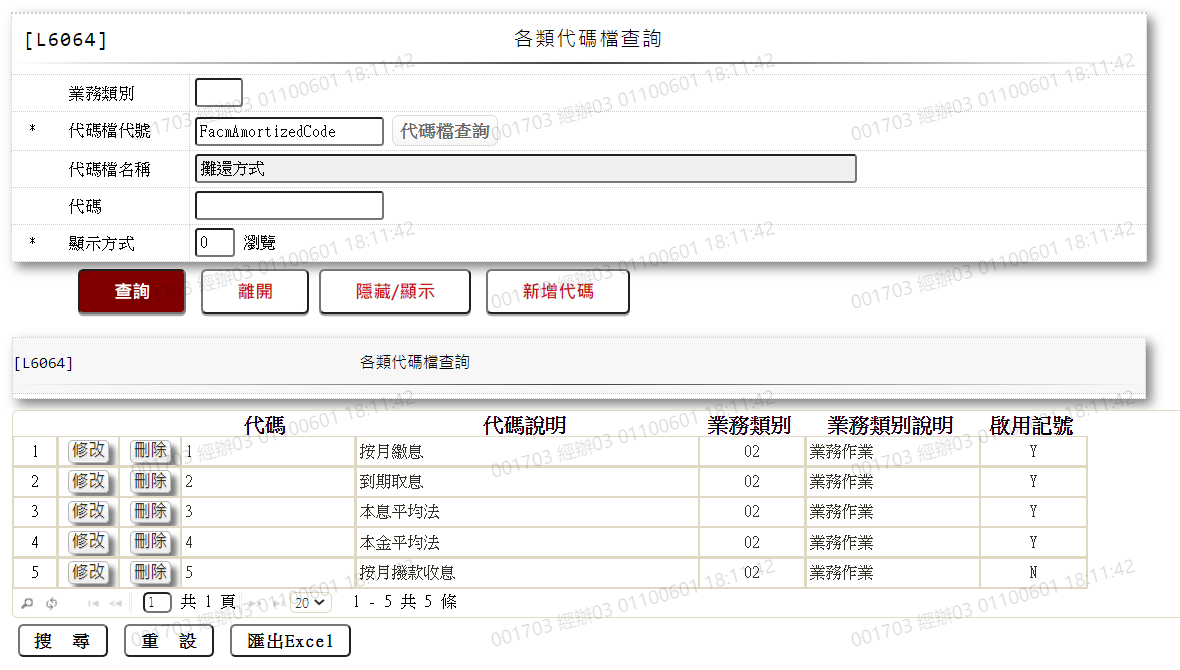 [L6064] 各類代碼檔查詢
業務類別
* 代碼檔代號 FacmAmortizedCode 代碼檔查詢
代碼檔名稱 攤還方式
代碼
* 顯示方式 0 瀏覽
查詢 離開 隱藏/顯示 新增代碼
[L6064] 各類代碼檔查詢
代碼 代碼說明 業務類別 業務類別說明 啟用記號
1 修改 刪除 1 按月繳息 02 業務作業 Y
2 修改 刪除 2 到期取息 02 業務作業 Y
3 修改 刪除 3 本息平均法 02 業務作業 Y
4 修改 刪除 4 本金平均法 02 業務作業 Y
5 修改 刪除 5 按月撥款收息 02 業務作業 N
1 共 1 頁 20 1 - 5 共 5 條
搜 尋 重 設 匯出Excel
001703 經辦03 01100601 18:11:42